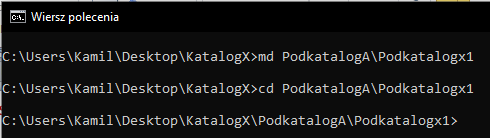 Wiersz polecenia
C:\Users\Kamil\Desktop\KatalogX>md PodkatalogA\Podkatalogx1
C:\Users\Kamil\Desktop\KatalogX>cd PodkatalogA\Podkatalogx1
C:\Users\Kamil\Desktop\KatalogX\PodkatalogA\Podkatalogx1>